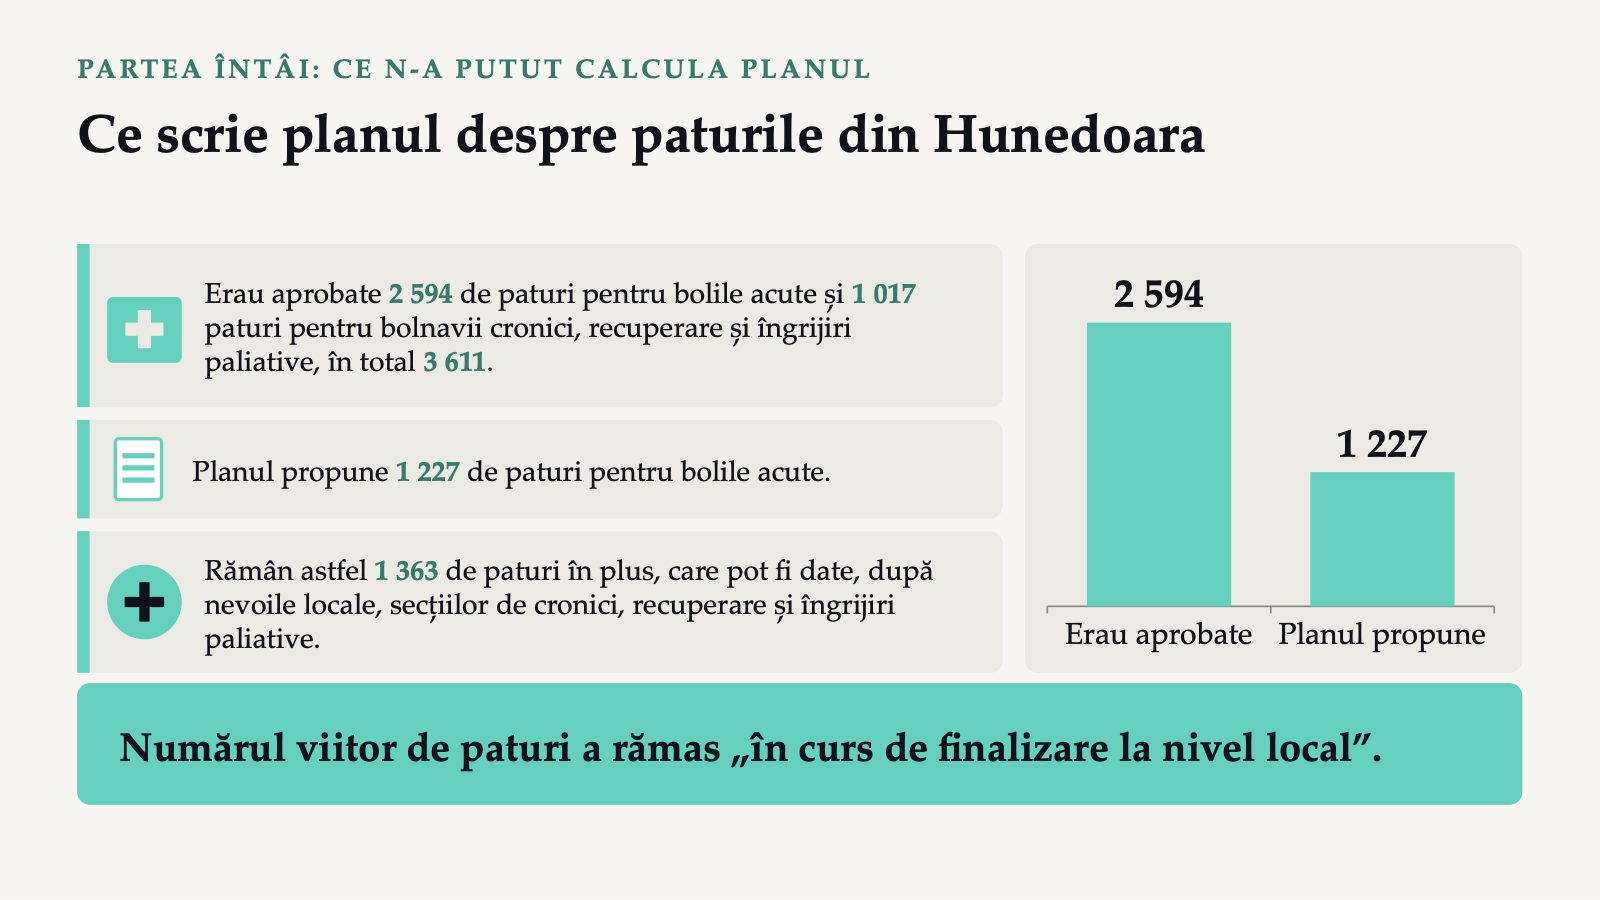 PARTEA ÎNTÂI: CE N-A PUTUT CALCULA PLANUL
Ce scrie planul despre paturile din Hunedoara
Erau aprobate 2 594 de paturi pentru bolile acute și 1 017
paturi pentru bolnavii cronici, recuperare și îngrijiri
paliative, în total 3 611.
Planul propune 1 227 de paturi pentru bolile acute.
Rămân astfel 1 363 de paturi în plus, care pot fi date, după
nevoile locale, secțiilor de cronici, recuperare și îngrijiri
paliative.
2 594
1 227
Erau aprobate
Planul propune
Numărul viitor de paturi a rămas „în curs de finalizare la nivel local”.